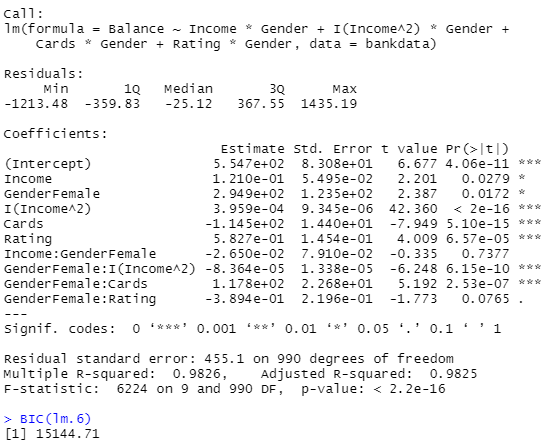 Call:
lm(formula = Balance ~ Income * Gender + I(Income^2) * Gender +
    Cards * Gender + Rating * Gender, data = bankdata)

Residuals:
     Min       1Q   Median       3Q      Max
-1213.48  -359.83   -25.12   367.55  1435.19

Coefficients:
                           Estimate Std. Error t value Pr(>|t|)
(Intercept)               5.547e+02  8.308e+01   6.677 4.06e-11 ***
Income                    1.210e-01  5.495e-02   2.201   0.0279 *
GenderFemale              2.949e+02  1.235e+02   2.387   0.0172 *
I(Income^2)               3.959e-04  9.345e-06  42.360  < 2e-16 ***
Cards                    -1.145e+02  1.440e+01  -7.949 5.10e-15 ***
Rating                    5.827e-01  1.454e-01   4.009 6.57e-05 ***
Income:GenderFemale      -2.650e-02  7.910e-02  -0.335   0.7377
GenderFemale:I(Income^2) -8.364e-05  1.338e-05  -6.248 6.15e-10 ***
GenderFemale:Cards        1.178e+02  2.268e+01   5.192 2.53e-07 ***
GenderFemale:Rating      -3.894e-01  2.196e-01  -1.773   0.0765 .
---
Signif. codes:  0 ‘***’ 0.001 ‘**’ 0.01 ‘*’ 0.05 ‘.’ 0.1 ‘ ’ 1

Residual standard error: 455.1 on 990 degrees of freedom
Multiple R-squared:  0.9826,    Adjusted R-squared:  0.9825
F-statistic:  6224 on 9 and 990 DF,  p-value: < 2.2e-16

> BIC(lm.6)
[1] 15144.71